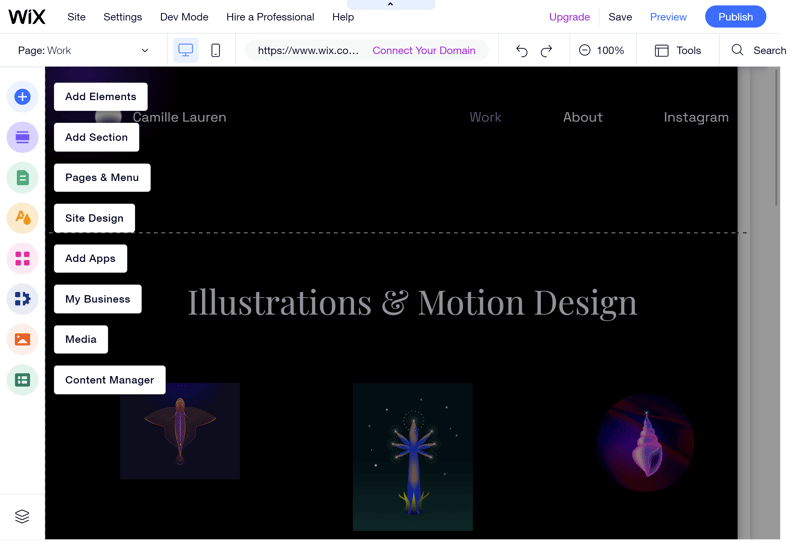 WiX Site Settings Dev Mode Hire a Professional Help Upgrade Save Preview Publish
Page: Work https://www.wix.co... Connect Your Domain 100% Tools Search
Add Elements
Camille Lauren Work About Instagram
Add Section
Pages & Menu
Site Design
Add Apps
My Business
Illustrations & Motion Design
Media
Content Manager